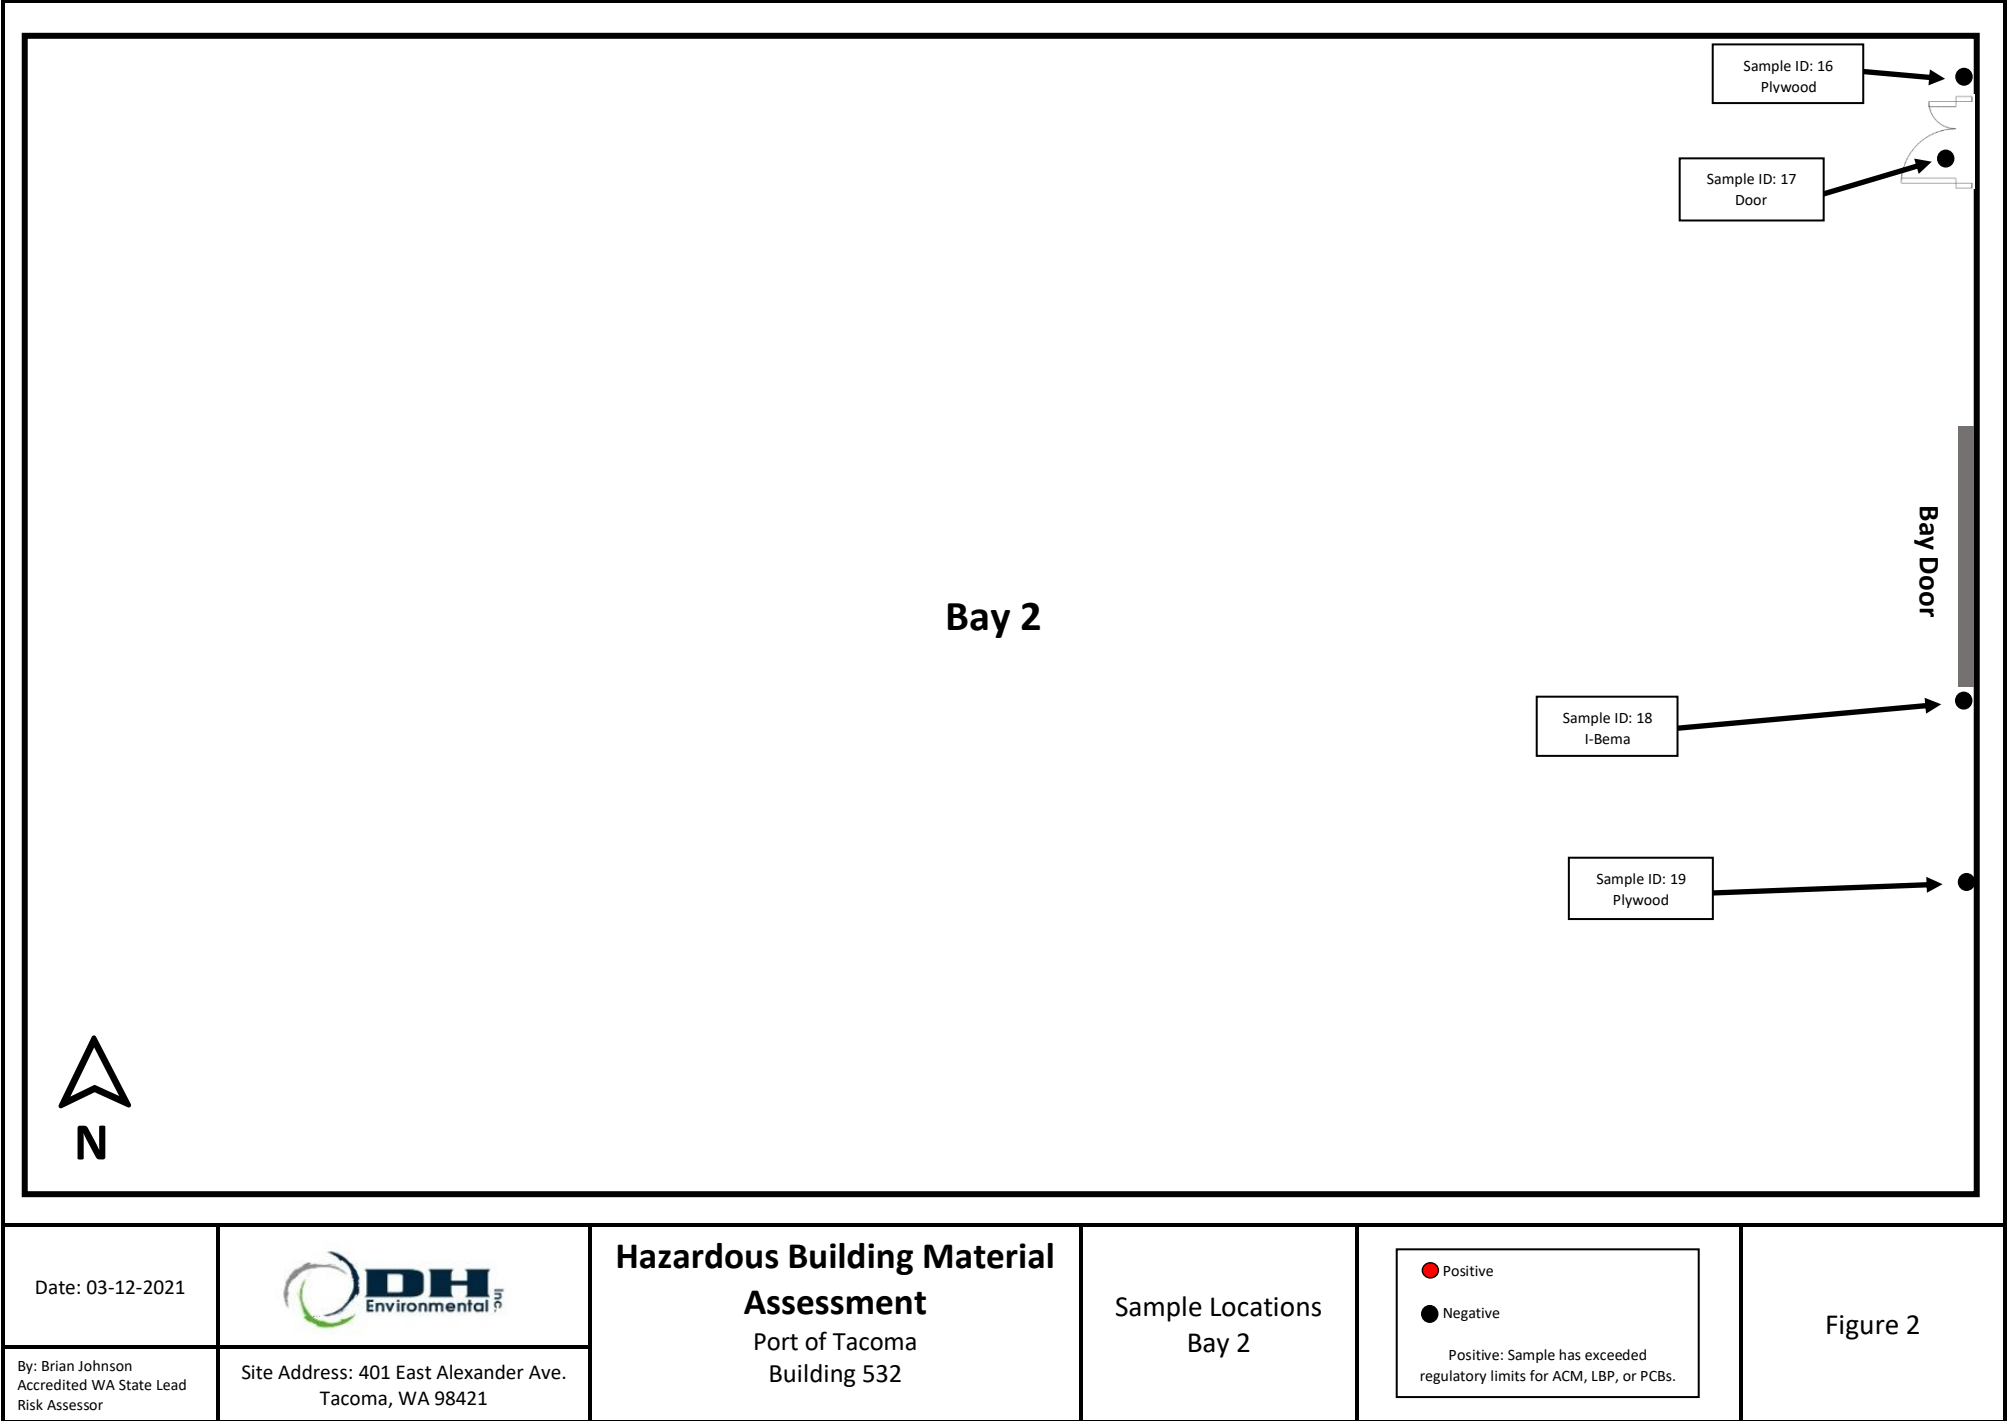 Sample ID: 16
Plywood
Sample ID: 17
Door
Bay Door
Bay 2
Sample ID: 18
I-Bema
Sample ID: 19
Plywood
N
Date: 03-12-2021
By: Brian Johnson
Accredited WA State Lead
Risk Assessor
DH
Environmental
Inc.
Site Address: 401 East Alexander Ave.
Tacoma, WA 98421
Hazardous Building Material
Assessment
Port of Tacoma
Building 532
Sample Locations
Bay 2
Positive
Negative
Positive: Sample has exceeded
regulatory limits for ACM, LBP, or PCBs.
Figure 2